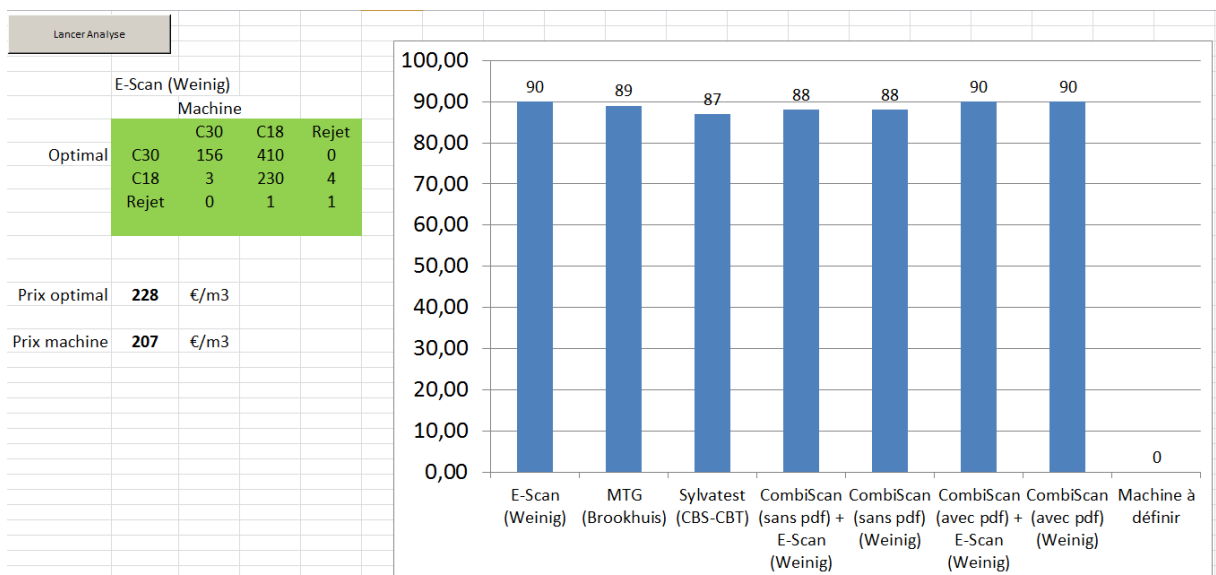 Lancer Analyse
E-Scan (Weinig)
Machine
C30 C18 Rejet
Optimal C30 156 410 0
C18 3 230 4
Rejet 0 1 1
Prix optimal 228 €/m3
Prix machine 207 €/m3
100,00
90,00
80,00
70,00
60,00
50,00
40,00
30,00
20,00
10,00
0,00
90 89 87 88 88 90 90 0
E-Scan
(Weinig)
MTG
(Brookhuis)
Sylvatest
(CBS-CBT)
CombiScan
(sans pdf) +
E-Scan
(Weinig)
CombiScan
(sans pdf)
(Weinig)
CombiScan
(avec pdf) +
E-Scan
(Weinig)
CombiScan
(avec pdf)
(Weinig)
Machine à
définir